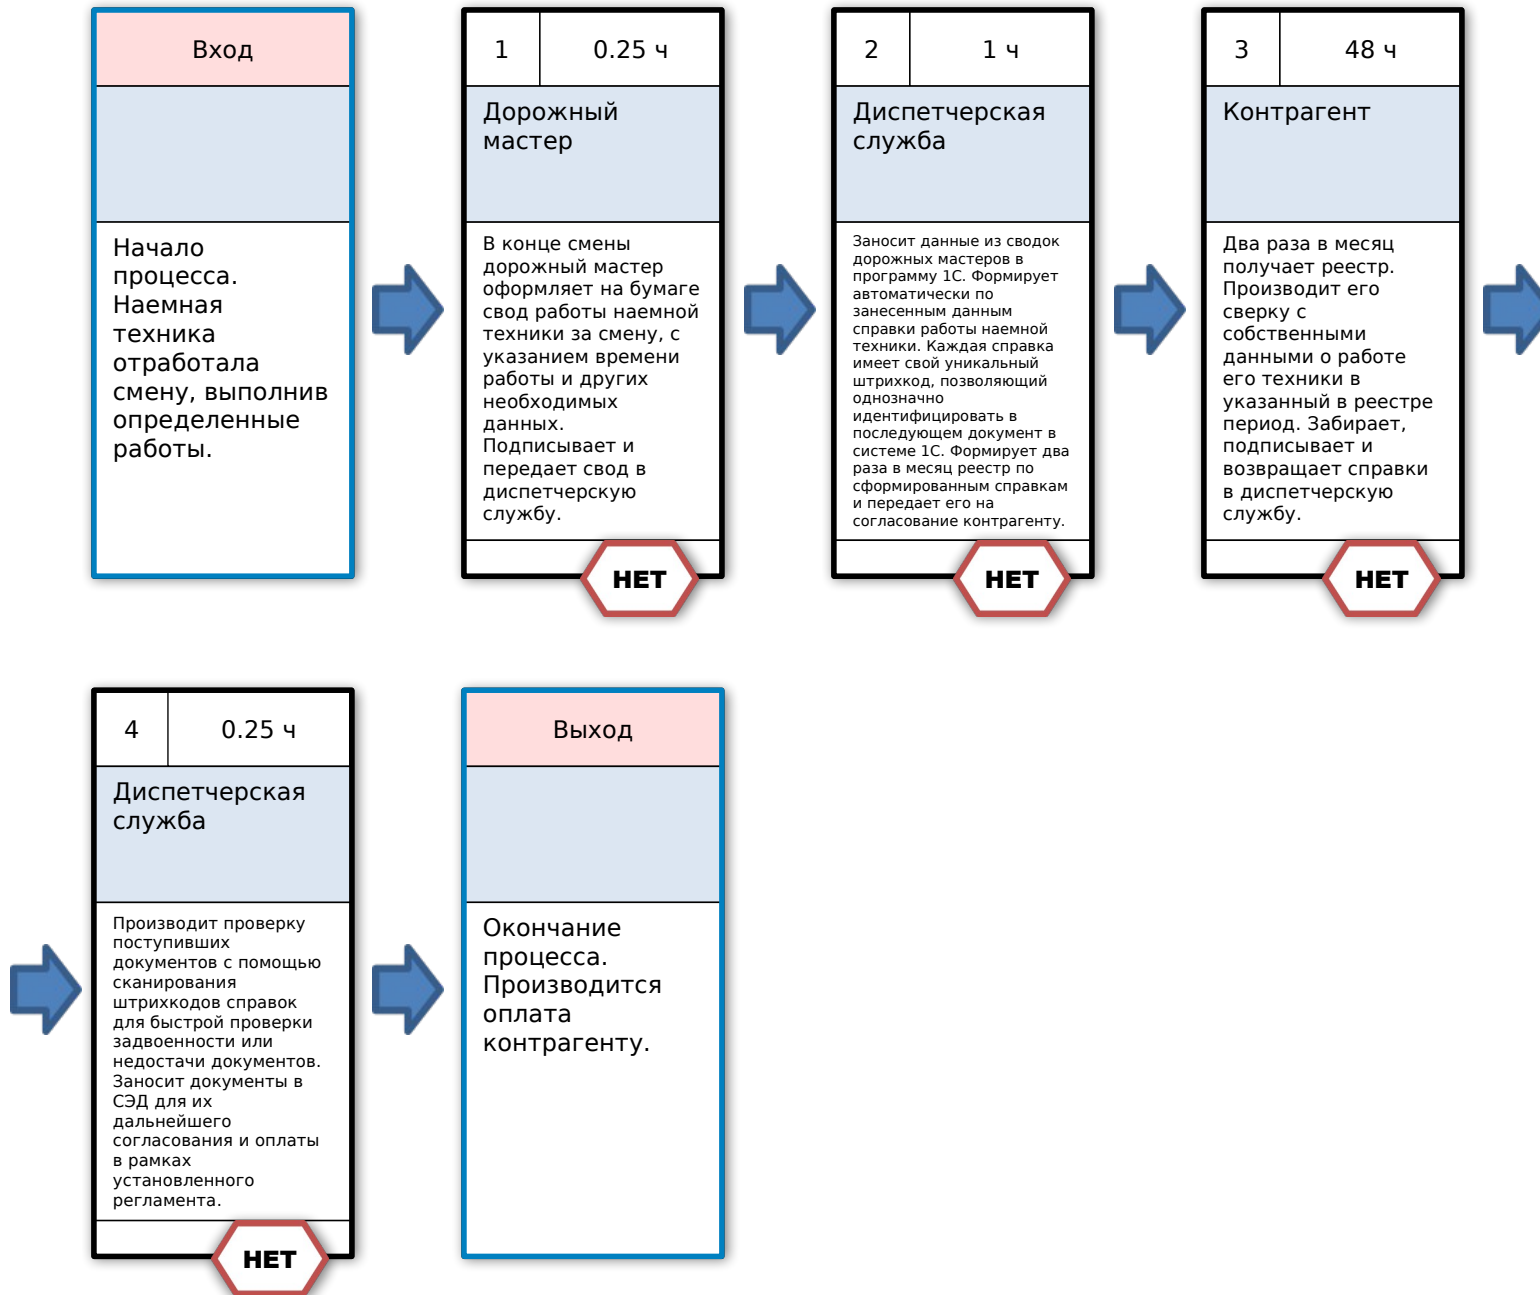 Вход
Начало
процесса.
Наемная
техника
отработала
смену, выполнив
определенные
работы.
1 0.25 ч
Дорожный
мастер
В конце смены
дорожный мастер
оформляет на бумаге
свод работы наемной
техники за смену, с
указанием времени
работы и других
необходимых
данных.
Подписывает и
передает свод в
диспетчерскую
службу.
НЕТ
2 1 ч
Диспетчерская
служба
Заносит данные из сводок
дорожных мастеров в
программу 1С. Формирует
автоматически по
занесенным данным
справки работы наемной
техники. Каждая справка
имеет свой уникальный
штрихкод, позволяющий
однозначно
идентифицировать в
последующем документ в
системе 1С. Формирует два
раза в месяц реестр по
сформированным справкам
и передает его на
согласование контрагенту.
НЕТ
3 48 ч
Контрагент
Два раза в месяц
получает реестр.
Производит его
сверку с
собственными
данными о работе
его техники в
указанный в реестре
период. Забирает,
подписывает и
возвращает справки
в диспетчерскую
службу.
НЕТ
4 0.25 ч
Диспетчерская
служба
Производит проверку
поступивших
документов с помощью
сканирования
штрихкодов справок
для быстрой проверки
задвоенности или
недостачи документов.
Заносит документы в
СЭД для их
дальнейшего
согласования и оплаты
в рамках
установленного
регламента.
НЕТ
Выход
Окончание
процесса.
Производится
оплата
контрагенту.